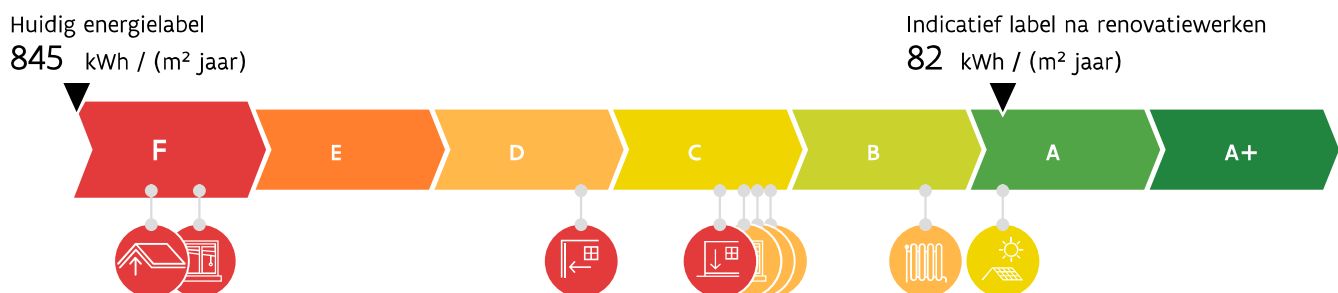 Huidig energielabel
845 kWh / (m² jaar)
Indicatief label na renovatiewerken
82 kWh / (m² jaar)
F E D C B A A+